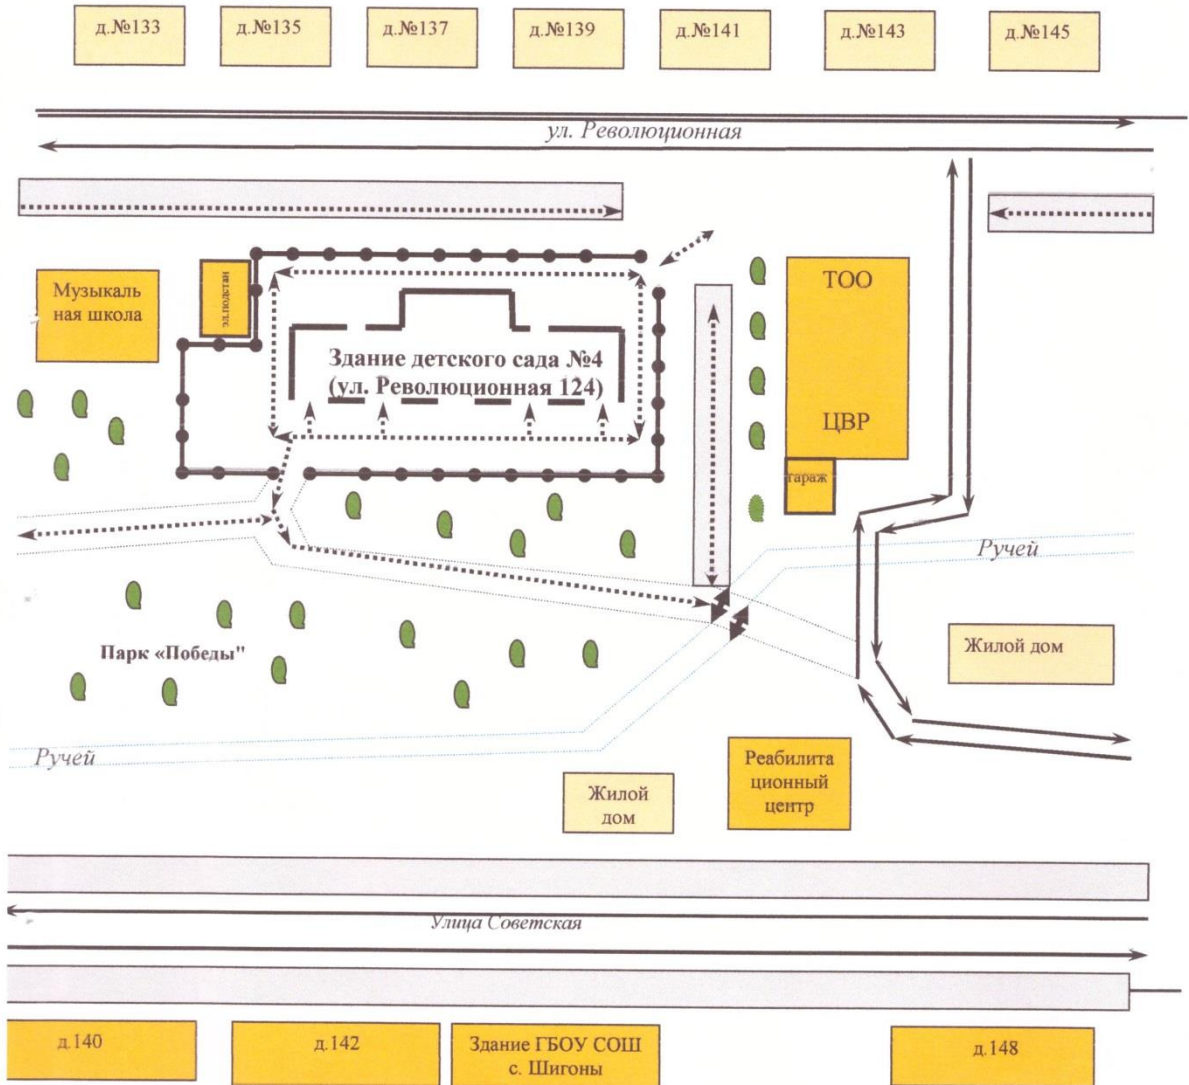 д.№133
д.№135
д.№137
д.№139
д.№141
д.№143
д.№145
ул. Революционная
Музыкаль
ная школа
эл.подстан
ТОО
Здание детского сада №4
(ул. Революционная 124)
ЦВР
гараж
Ручей
Парк «Победы"
Жилой дом
Ручей
Жилой
дом
Реабилита
ционный
центр
Улица Советская
д.140
д.142
Здание ГБОУ СОШ
с. Шигоны
д.148